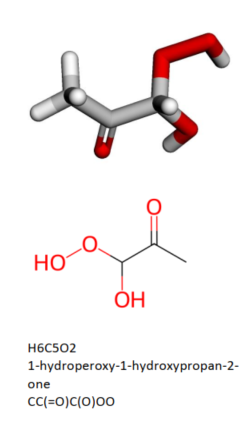 O
O
HO
OH
H6C5O2
1-hydroperoxy-1-hydroxypropan-2-
one
CC(=O)C(O)OO